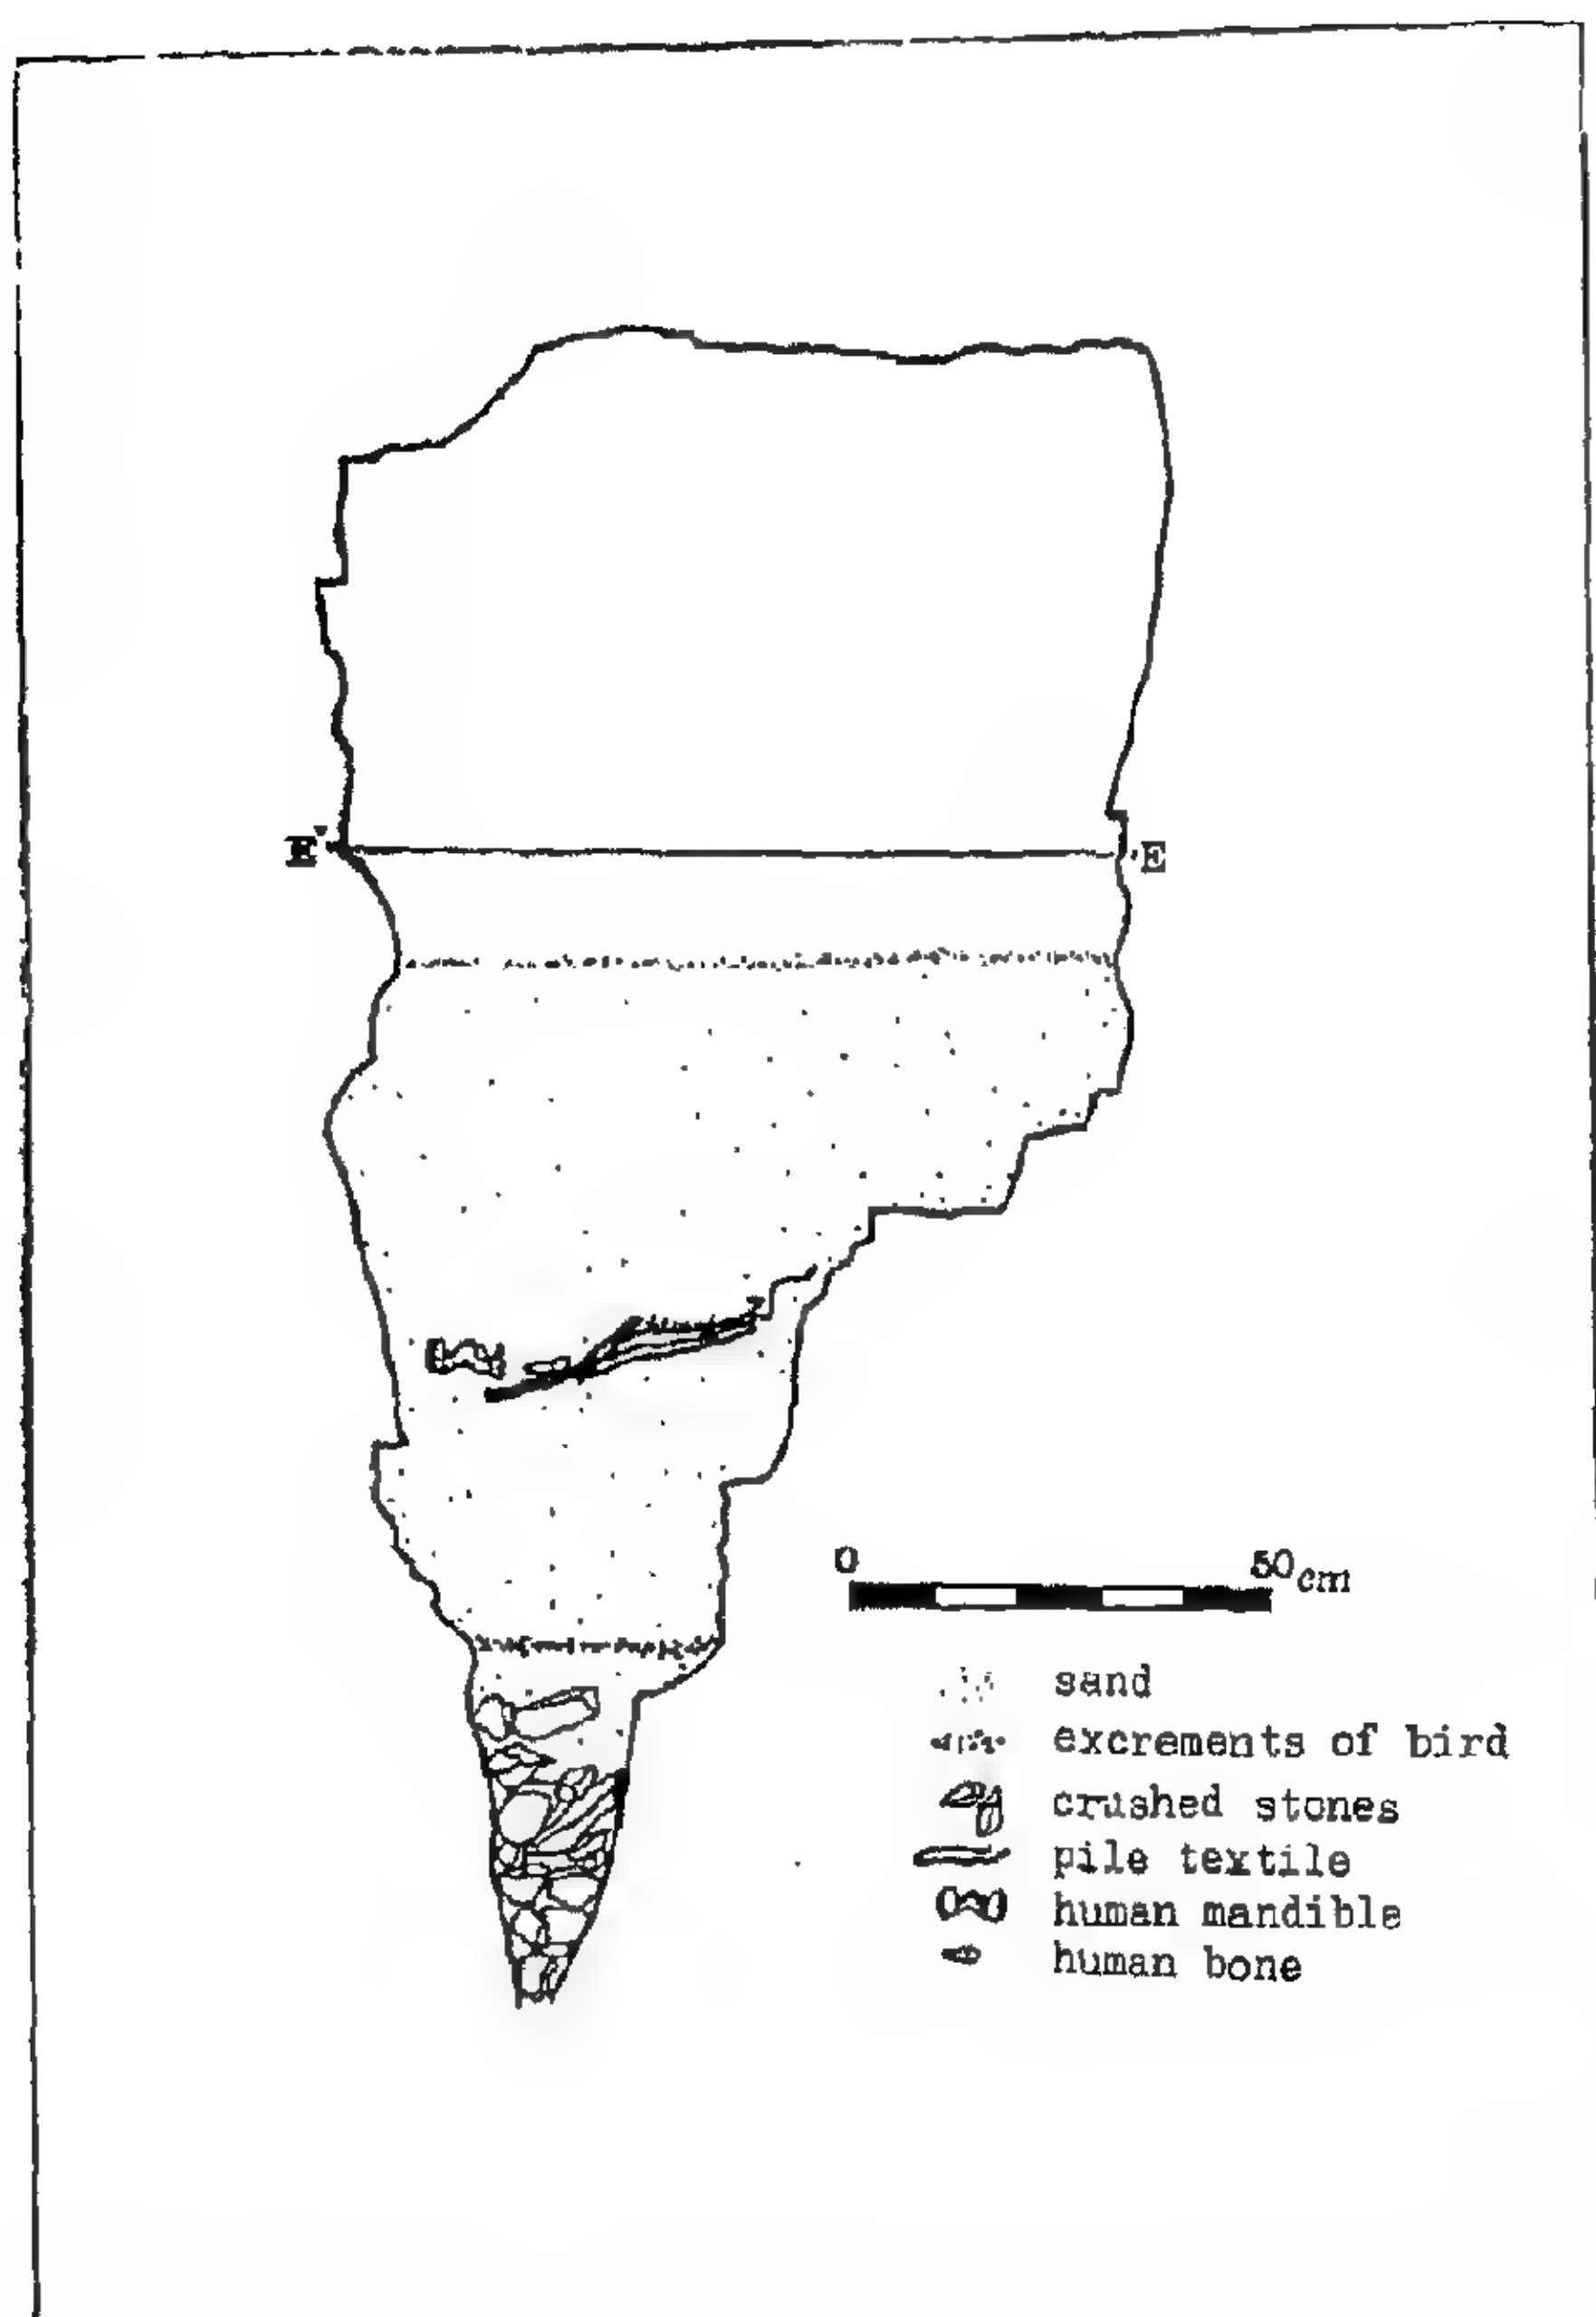 E' E
0 50cm
sand
excrements of bird
crushed stones
pile textile
human mandible
human bone